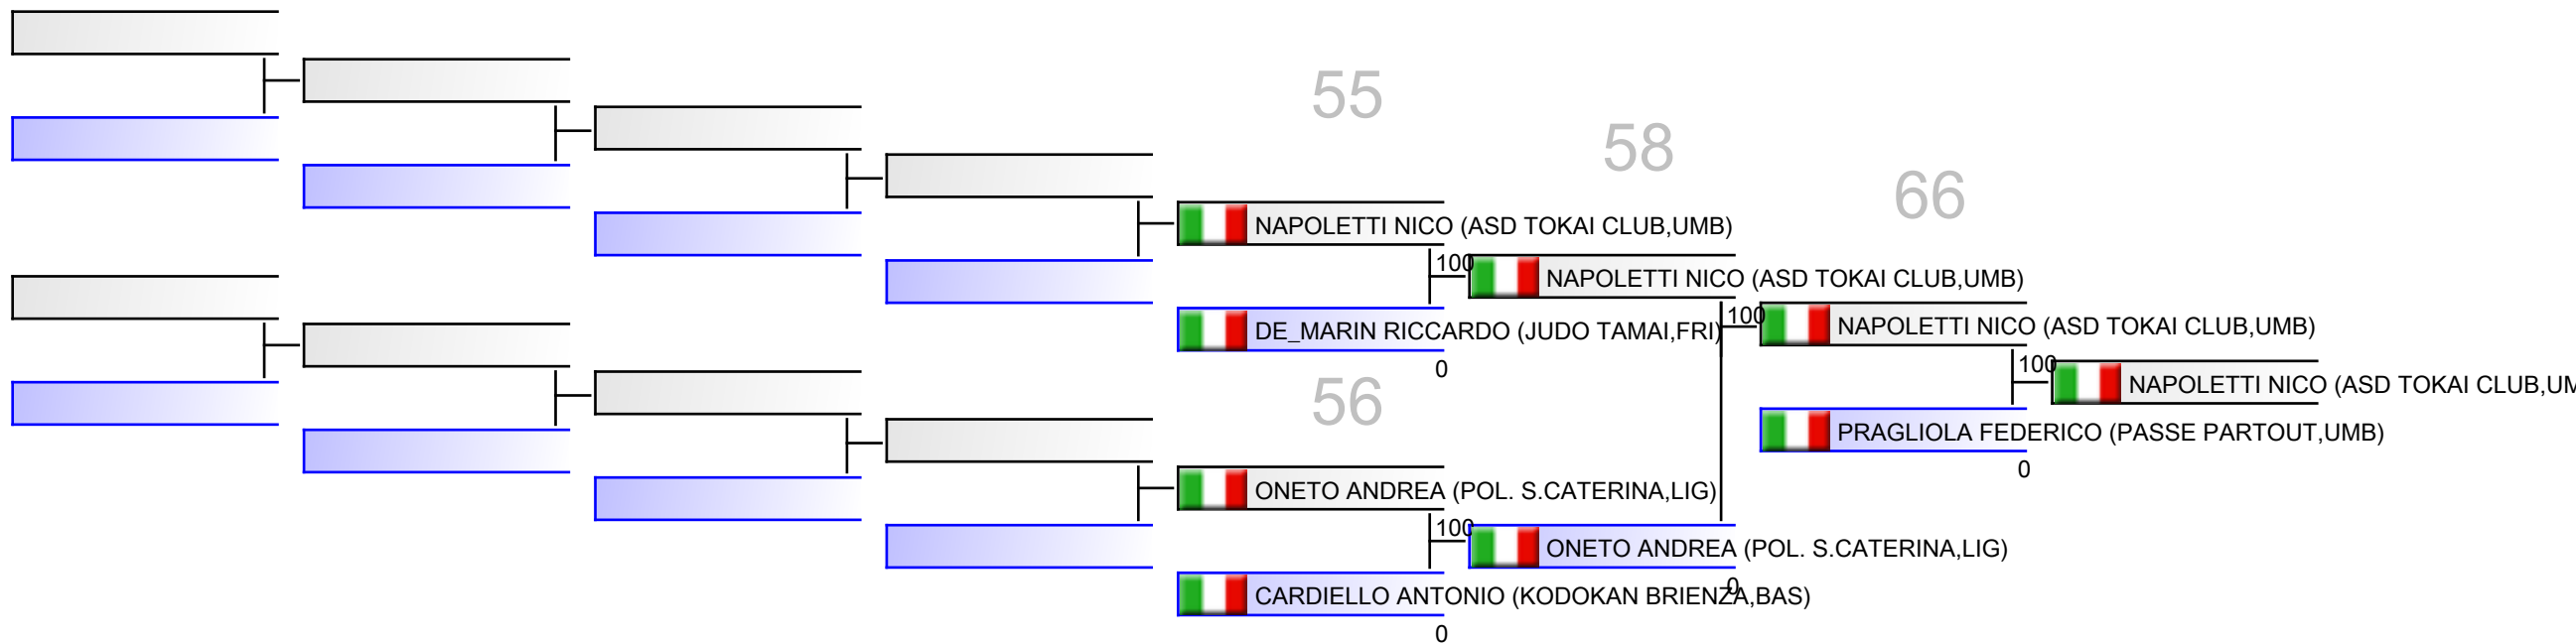 55
58
66
NAPOLETTI NICO (ASD TOKAI CLUB,UMB)
100
NAPOLETTI NICO (ASD TOKAI CLUB,UMB)
DE_MARIN RICCARDO (JUDO TAMAI,FRI)
0
100
NAPOLETTI NICO (ASD TOKAI CLUB,UMB)
100
NAPOLETTI NICO (ASD TOKAI CLUB,UM
PRAGLIOLA FEDERICO (PASSE PARTOUT,UMB)
0
56
ONETO ANDREA (POL. S.CATERINA,LIG)
100
ONETO ANDREA (POL. S.CATERINA,LIG)
0
CARDIELLO ANTONIO (KODOKAN BRIENZA,BAS)
0